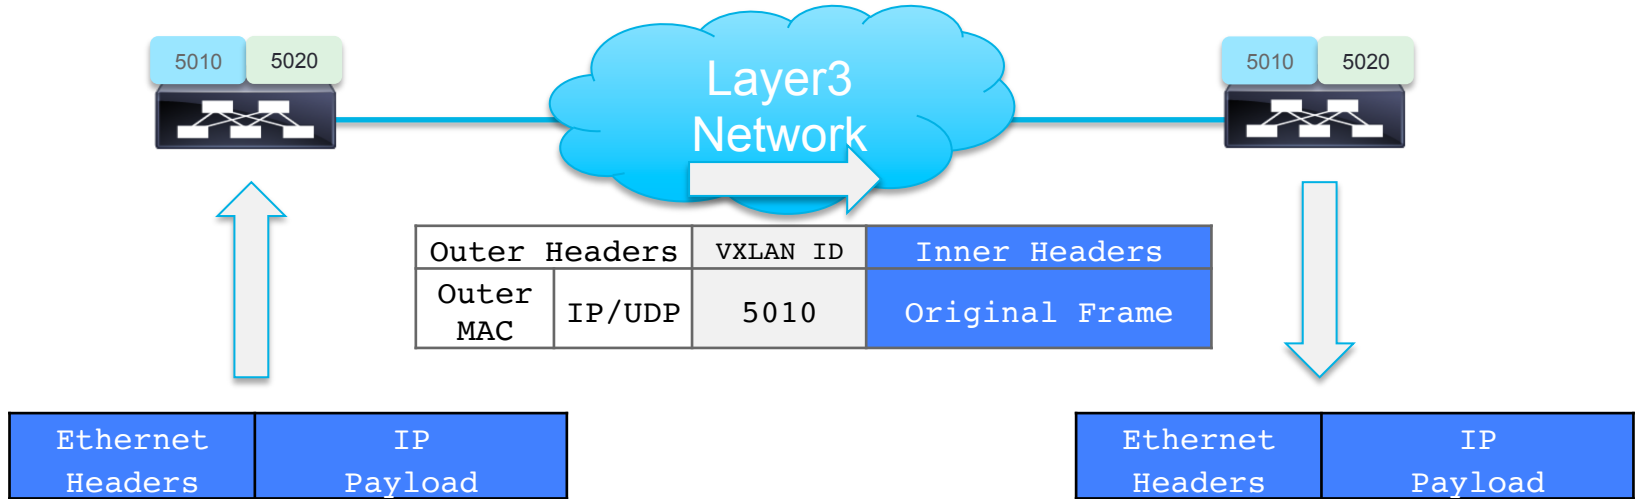 5010 5020
Layer3
Network
5010 5020
Outer Headers VXLAN ID Inner Headers
Outer
MAC IP/UDP 5010 Original Frame
Ethernet IP
Headers Payload
Ethernet IP
Headers Payload